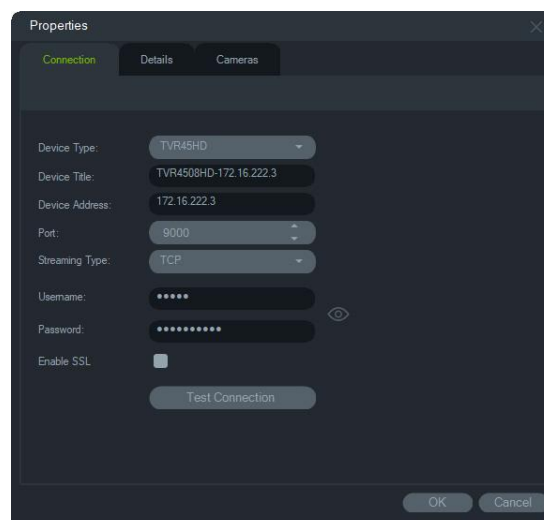 Properties
Connection Details Cameras
Device Type: TVR45HD
Device Title: TVR4508HD-172.16.222.3
Device Address: 172.16.222.3
Port: 9000
Streaming Type: TCP
Username: •••••
Password: ••••••••••
Enable SSL
Test Connection
OK Cancel